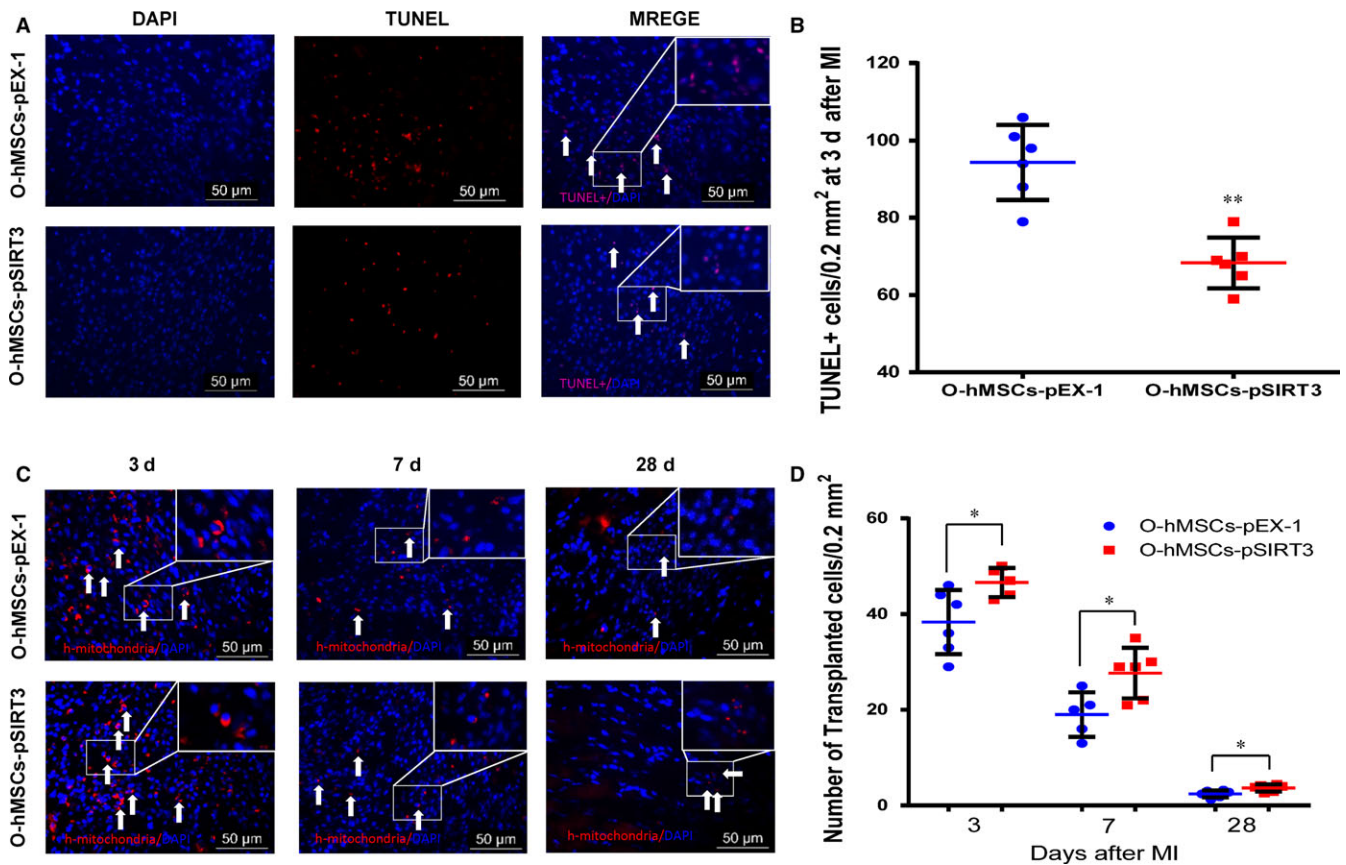 A
DAPI
TUNEL
MREGE
O-hMSCs-pEX-1
50 µm
50 µm
TUNEL+/DAPI
50 µm
O-hMSCs-pSIRT3
50 µm
50 µm
TUNEL+/DAPI
50 µm
B
TUNEL+ cells/0.2 mm² at 3 d after MI
120
100
80
60
40
**
O-hMSCs-pEX-1
O-hMSCs-pSIRT3
C
3 d
7 d
28 d
O-hMSCs-pEX-1
h-mitochondria/DAPI
50 µm
h-mitochondria/DAPI
50 µm
h-mitochondria/DAPI
50 µm
O-hMSCs-pSIRT3
h-mitochondria/DAPI
50 µm
h-mitochondria/DAPI
50 µm
h-mitochondria/DAPI
50 µm
D
Number of Transplanted cells/0.2 mm²
60
40
20
0
*
*
*
O-hMSCs-pEX-1
O-hMSCs-pSIRT3
3
7
28
Days after MI